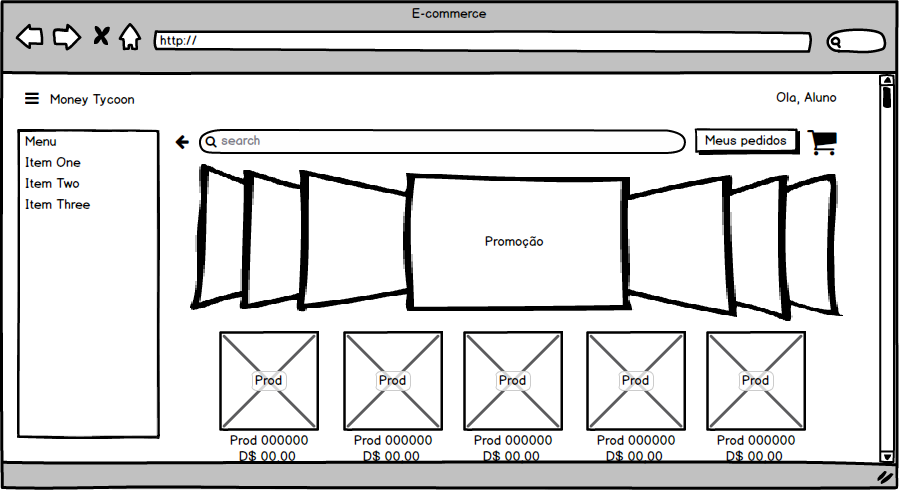 E-commerce
http://
Money Tycoon
Ola, Aluno
Menu
Item One
Item Two
Item Three
search
Meus pedidos
Promoção
Prod
Prod
Prod
Prod
Prod
Prod 000000
Prod 000000
Prod 000000
Prod 000000
Prod 000000
D$ 00.00
D$ 00.00
D$ 00.00
D$ 00.00
D$ 00.00